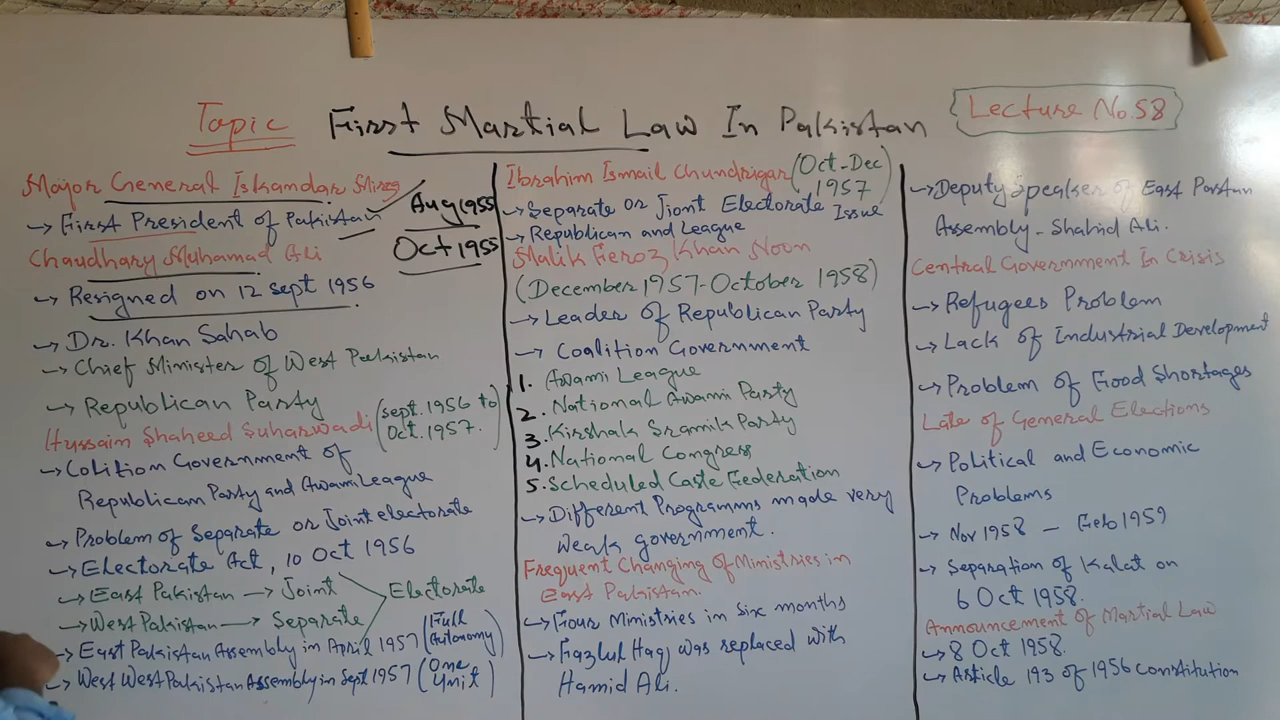 Topic First Martial Law In Pakistan
Lecture No.58
Major General Iskandar Mirza
→ First President of Pakistan
Aug 1955
Oct 1955
Chaudhary Muhamad Ali
→ Resigned on 12 sept 1956
→ Dr. Khan Sahab
→ Chief Minister of West Pakistan
→ Republican Party
Hussain Shaheed Suharwadi (sept. 1956 to
Oct. 1957.)
→ Colition Government of
Republican Party and Awami League
→ Problem of Separate or Joint electorate
→ Electorate Act, 10 Oct 1956
→ East Pakistan → Joint
→ West Pakistan → Separate
Electorate
→ East Pakistan Assembly in April 1957 (Full
Autonomy)
→ West West Pakistan Assembly in Sept 1957 (One
Unit)
Ibrahim Ismail Chundrigar (Oct-Dec
1957)
→ Separate or Jiont Electorate Issue
→ Republican and League
Malik Feroz Khan Noon
(December 1957-October 1958)
→ Leader of Republican Party
→ Coalition Government
1. Awami League
2. National Awami Party
3. Kirshak Sramik Party
4. National Congress
5. Scheduled Caste Federation
→ Different Programms made very
weak government.
Frequent Changing of Ministries in
East Pakistan.
→ Four Ministries in six months
→ Fazlul Haq was replaced with
Hamid Ali.
→ Deputy Speaker of East Parstan
Assembly - Shahid Ali.
Central Government In Crisis
→ Refugees Problem
→ Lack of Industrial Development
→ Problem of Food Shortages
Late of General Elections
→ Political and Economic
Problems
→ Nov 1958 - Feb 1959
→ Separation of Kalat on
6 Oct 1958.
Announcement of Martial Law
→ 8 Oct 1958.
→ Article 193 of 1956 constitution